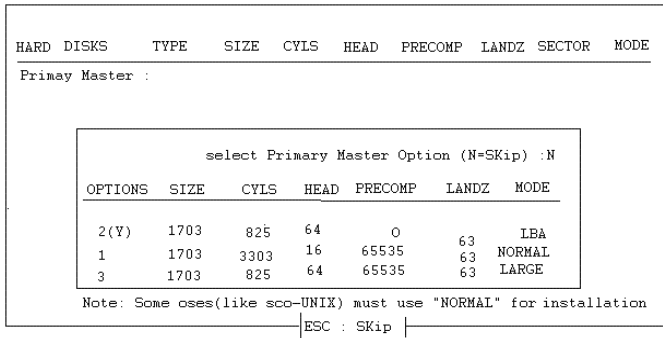 HARD DISKS TYPE SIZE CYLS HEAD PRECOMP LANDZ SECTOR MODE
Primay Master :
select Primary Master Option (N=SKip) :N
OPTIONS SIZE CYLS HEAD PRECOMP LANDZ MODE
2(Y) 1703 825 64 O 63 LBA
1 1703 3303 16 65535 63 NORMAL
3 1703 825 64 65535 63 LARGE
Note: Some oses(like sco-UNIX) must use "NORMAL" for installation
ESC : SKip